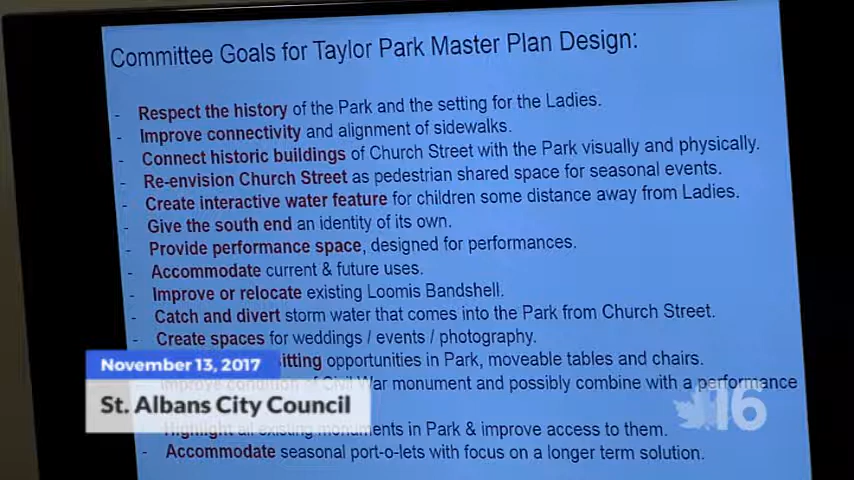 Committee Goals for Taylor Park Master Plan Design:
- Respect the history of the Park and the setting for the Ladies.
- Improve connectivity and alignment of sidewalks.
- Connect historic buildings of Church Street with the Park visually and physically.
- Re-envision Church Street as pedestrian shared space for seasonal events.
- Create interactive water feature for children some distance away from Ladies.
- Give the south end an identity of its own.
- Provide performance space, designed for performances.
- Accommodate current & future uses.
- Improve or relocate existing Loomis Bandshell.
- Catch and divert storm water that comes into the Park from Church Street.
- Create spaces for weddings / events / photography.
sitting opportunities in Park, moveable tables and chairs.
Improve condition of Civil War monument and possibly combine with a performance
Highlight all existing monuments in Park & improve access to them.
- Accommodate seasonal port-o-lets with focus on a longer term solution.
November 13, 2017
St. Albans City Council
16